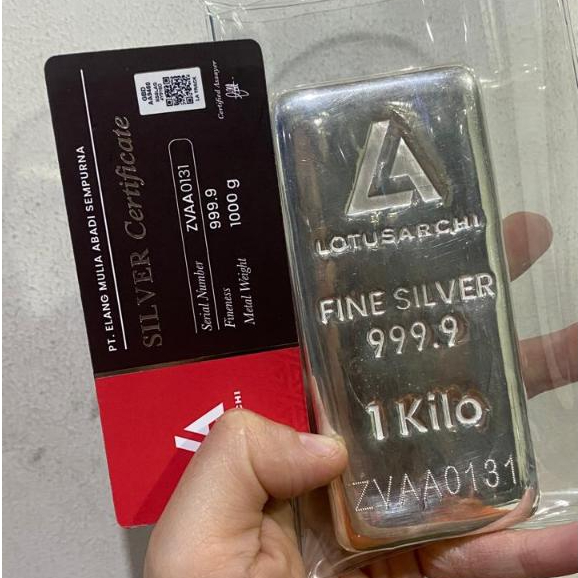 PT. ELANG MULIA ABADI SEMPURNA
SILVER Certificate
Serial Number ZVAA0131
Fineness 999.9
Metal Weight 1000 g
Certified Assayer
LOTUSARCHI
FINE SILVER
999.9
1 Kilo
ZVAA0131